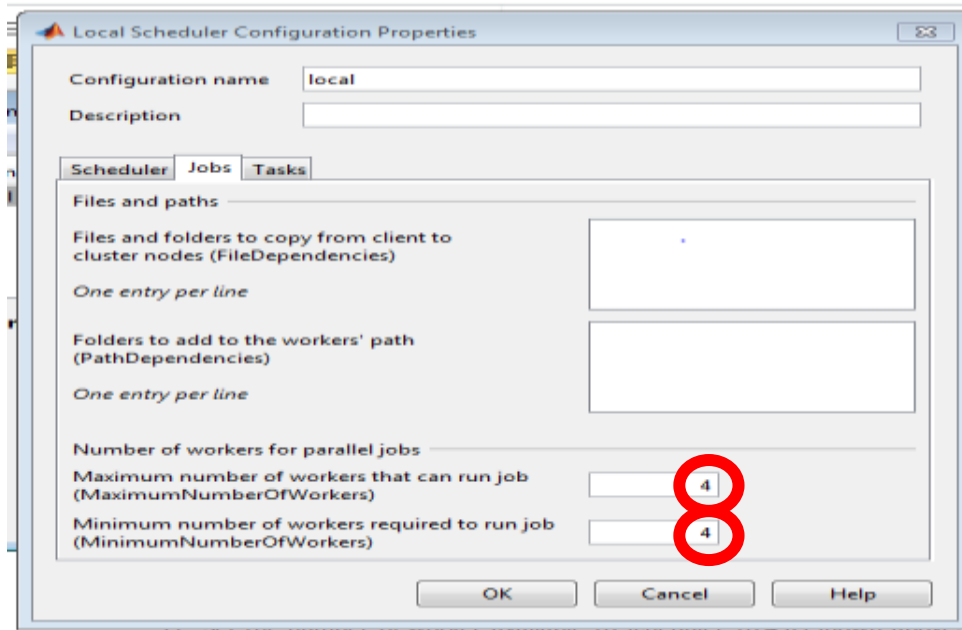 Local Scheduler Configuration Properties
Configuration name local
Description
Scheduler Jobs Tasks
Files and paths
Files and folders to copy from client to
cluster nodes (FileDependencies)
One entry per line
Folders to add to the workers' path
(PathDependencies)
One entry per line
Number of workers for parallel jobs
Maximum number of workers that can run job
(MaximumNumberOfWorkers) 4
Minimum number of workers required to run job
(MinimumNumberOfWorkers) 4
OK Cancel Help